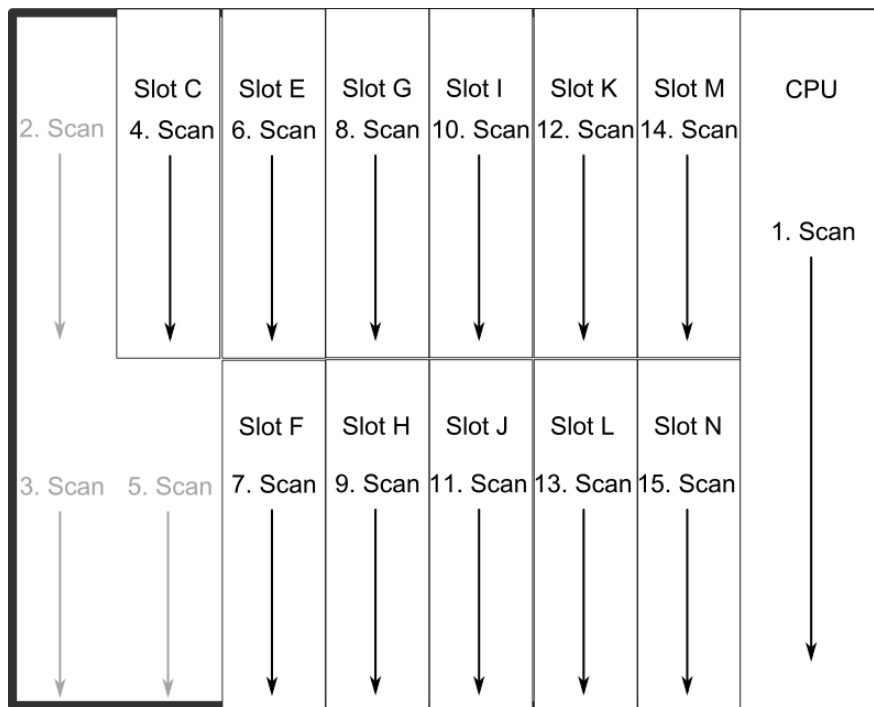 Slot C
Slot E
Slot G
Slot I
Slot K
Slot M
CPU
2. Scan
4. Scan
6. Scan
8. Scan
10. Scan
12. Scan
14. Scan
1. Scan
Slot F
Slot H
Slot J
Slot L
Slot N
3. Scan
5. Scan
7. Scan
9. Scan
11. Scan
13. Scan
15. Scan